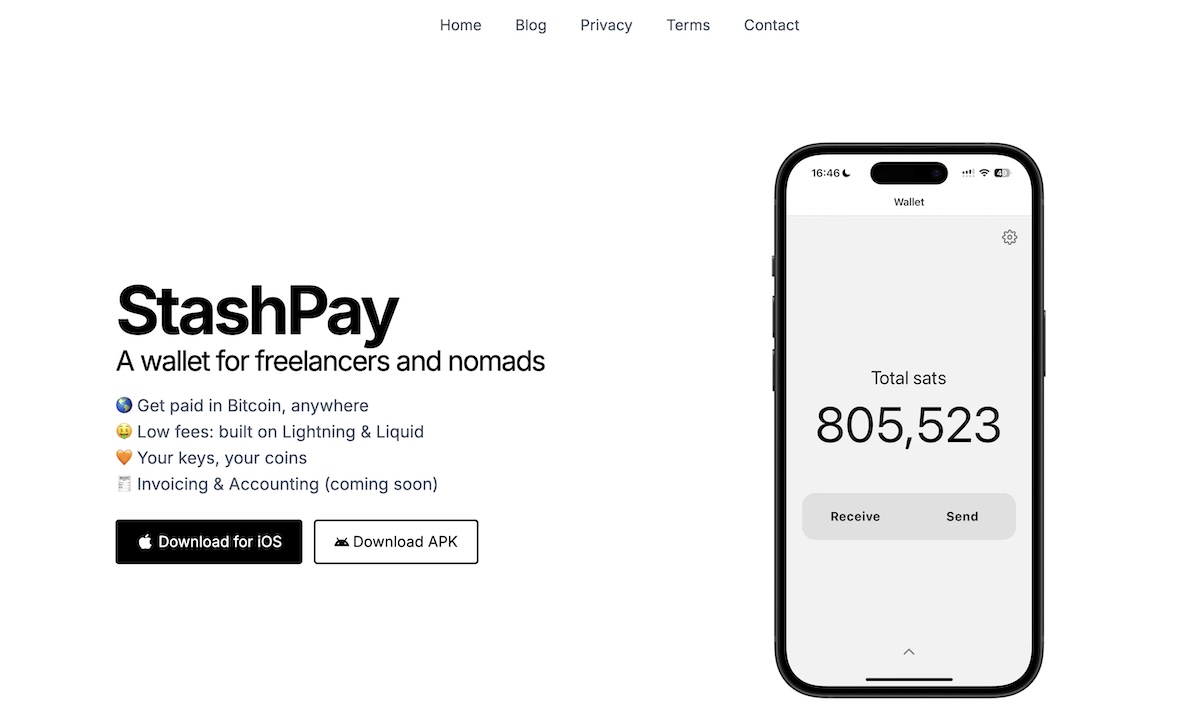 Home Blog Privacy Terms Contact
StashPay
A wallet for freelancers and nomads
🌎 Get paid in Bitcoin, anywhere
🤑 Low fees: built on Lightning & Liquid
🧡 Your keys, your coins
🧾 Invoicing & Accounting (coming soon)
Download for iOS Download APK
16:46
Wallet
Total sats
805,523
Receive Send